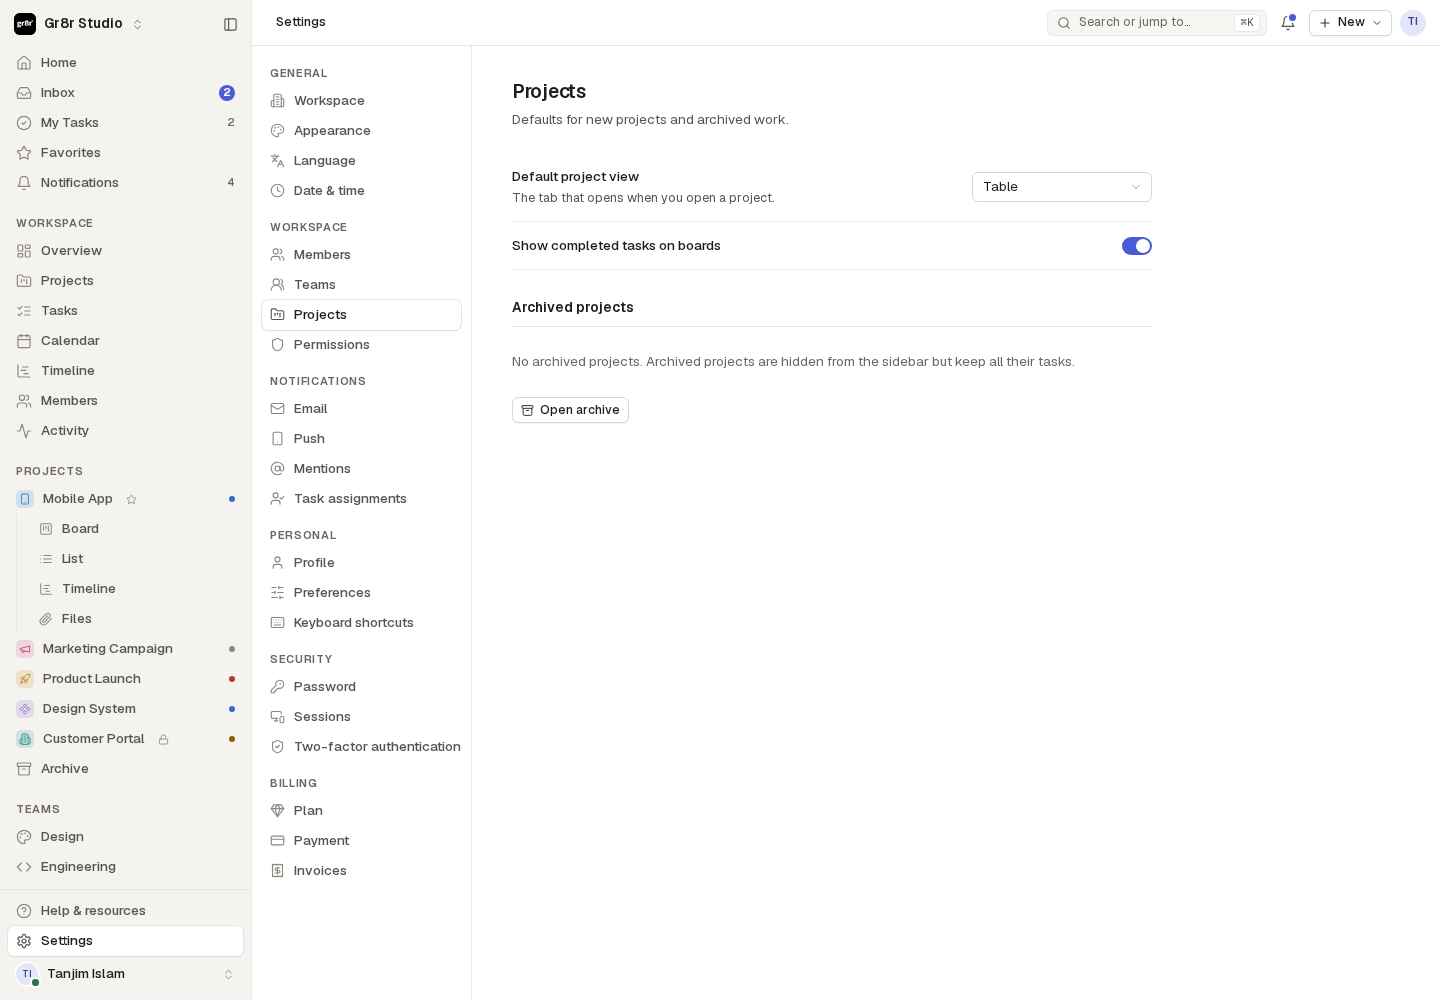 gr8r
Gr8r Studio
Home
Inbox
2
My Tasks
2
Favorites
Notifications
4
WORKSPACE
Overview
Projects
Tasks
Calendar
Timeline
Members
Activity
PROJECTS
Mobile App
Board
List
Timeline
Files
Marketing Campaign
Product Launch
Design System
Customer Portal
Archive
TEAMS
Design
Engineering
Help & resources
Settings
TI
Tanjim Islam
Settings
Search or jump to...
⌘K
New
TI
GENERAL
Workspace
Appearance
Language
Date & time
WORKSPACE
Members
Teams
Projects
Permissions
NOTIFICATIONS
Email
Push
Mentions
Task assignments
PERSONAL
Profile
Preferences
Keyboard shortcuts
SECURITY
Password
Sessions
Two-factor authentication
BILLING
Plan
Payment
Invoices
Projects
Defaults for new projects and archived work.
Default project view
The tab that opens when you open a project.
Table
Show completed tasks on boards
Archived projects
No archived projects. Archived projects are hidden from the sidebar but keep all their tasks.
Open archive